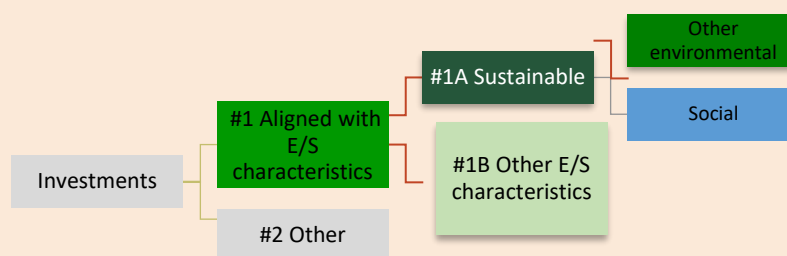 Other
environmental
#1A Sustainable
Social
#1 Aligned with
E/S
characteristics
#1B Other E/S
characteristics
Investments
#2 Other